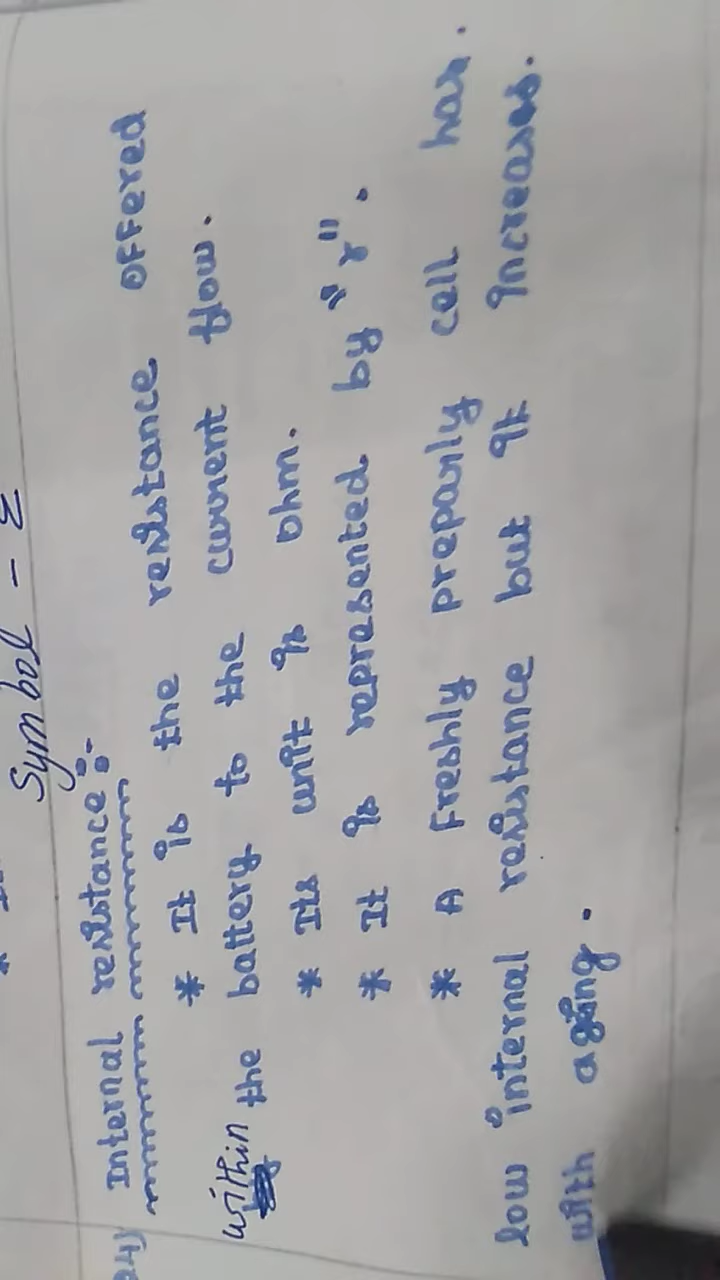 Symbol - Σ
24) Internal resistance :-
* It is the resistance offered
within the battery to the current flow.
* Its unit is ohm.
* It is represented by "r".
* A freshly preparly cell has.
low internal resistance but it increases.
with ageing.